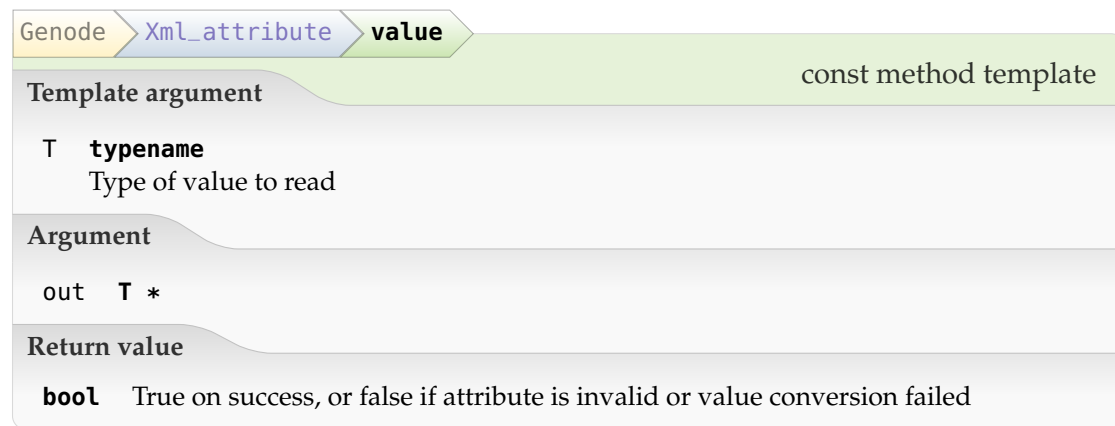 Genode Xml_attribute value
const method template
Template argument
T typename
Type of value to read
Argument
out T *
Return value
bool True on success, or false if attribute is invalid or value conversion failed